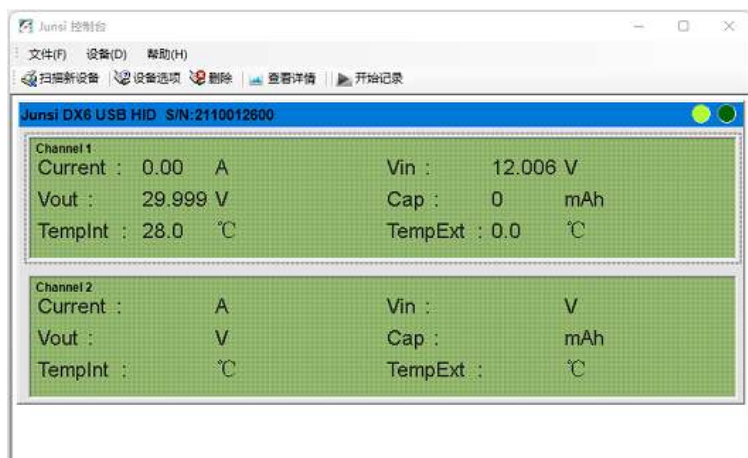 Junsi 控制台
文件(F) 设备(D) 帮助(H)
扫描新设备 设备选项 删除 查看详情 开始记录
Junsi DX6 USB HID S/N:2110012600
Channel 1
Current : 0.00 A Vin : 12.006 V
Vout : 29.999 V Cap : 0 mAh
TempInt : 28.0 ℃ TempExt : 0.0 ℃
Channel 2
Current : A Vin : V
Vout : V Cap : mAh
TempInt : ℃ TempExt : ℃